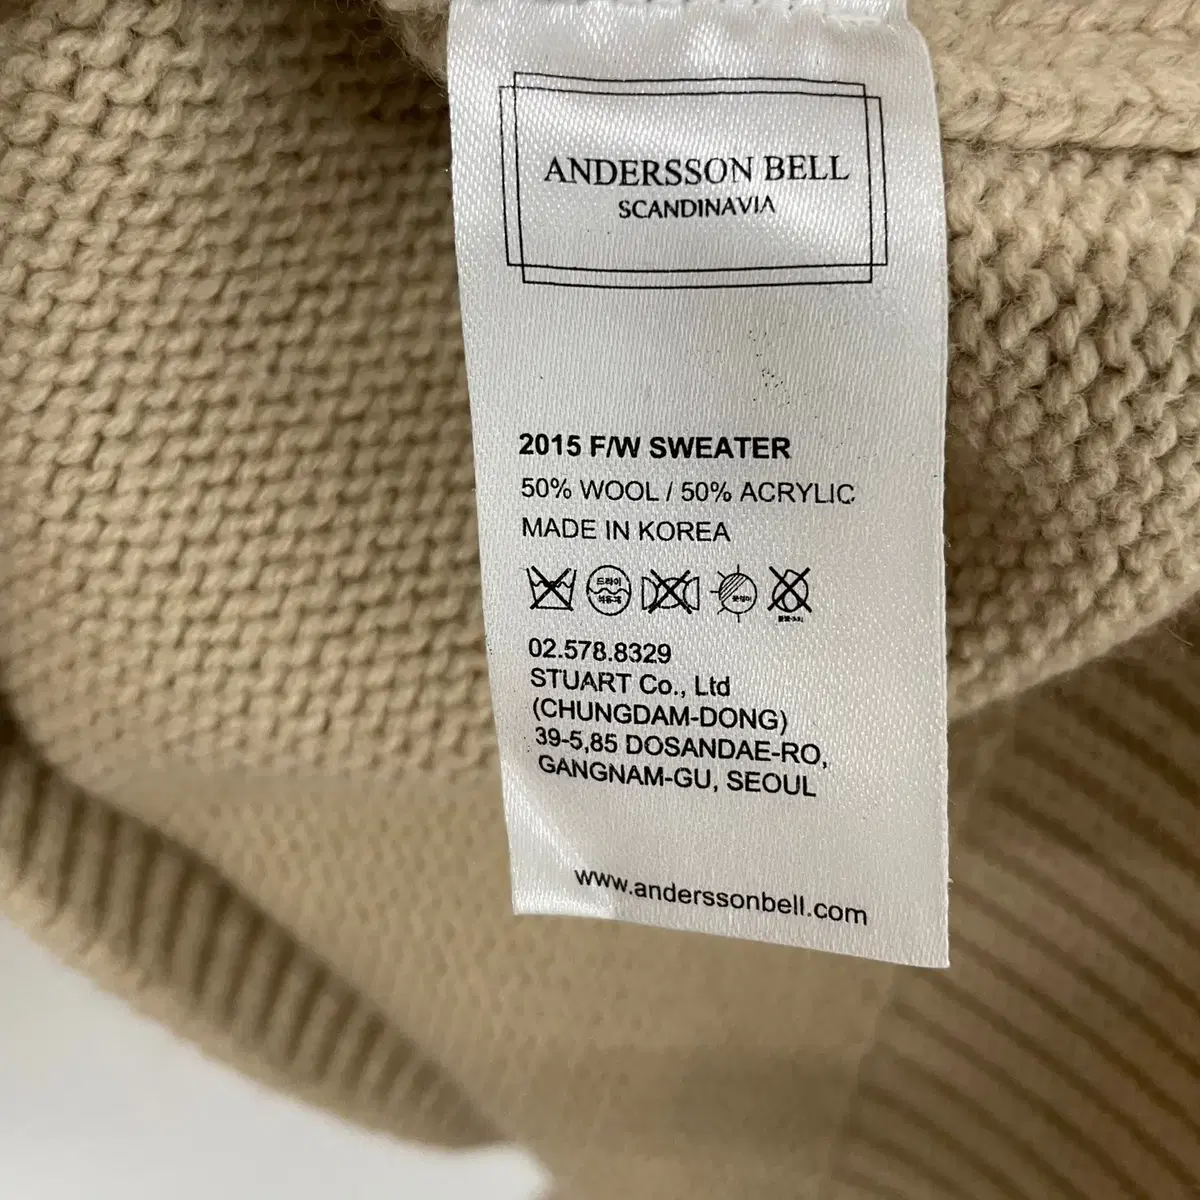 ANDERSSON BELL
SCANDINAVIA
2015 F/W SWEATER
50% WOOL / 50% ACRYLIC
MADE IN KOREA
드라이
02.578.8329
STUART Co., Ltd
(CHUNGDAM-DONG)
39-5,85 DOSANDAE-RO,
GANGNAM-GU, SEOUL
www.anderssonbell.com